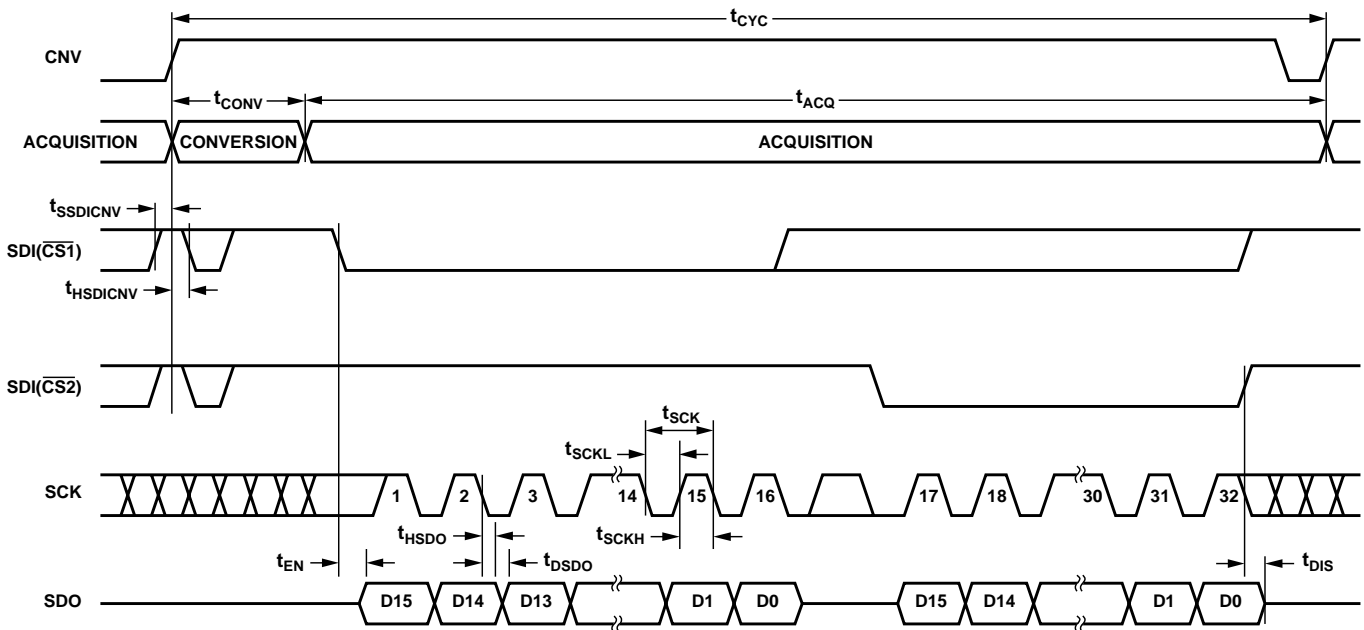 tCYC
CNV
tCONV
tACQ
ACQUISITION
CONVERSION
ACQUISITION
tSSDICNV
SDI(CS1)
tHSDICNV
SDI(CS2)
tSCK
tSCKL
SCK
1 2 3 14 15 16 17 18 30 31 32
tHSDO
tSCKH
tEN
tDSDO
tDIS
SDO
D15 D14 D13 D1 D0 D15 D14 D1 D0